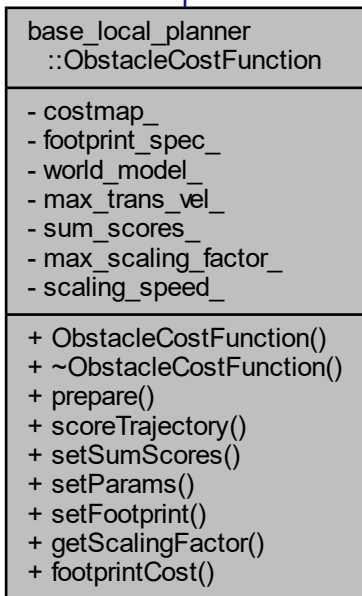 base_local_planner
::ObstacleCostFunction
- costmap_
- footprint_spec_
- world_model_
- max_trans_vel_
- sum_scores_
- max_scaling_factor_
- scaling_speed_
+ ObstacleCostFunction()
+ ~ObstacleCostFunction()
+ prepare()
+ scoreTrajectory()
+ setSumScores()
+ setParams()
+ setFootprint()
+ getScalingFactor()
+ footprintCost()